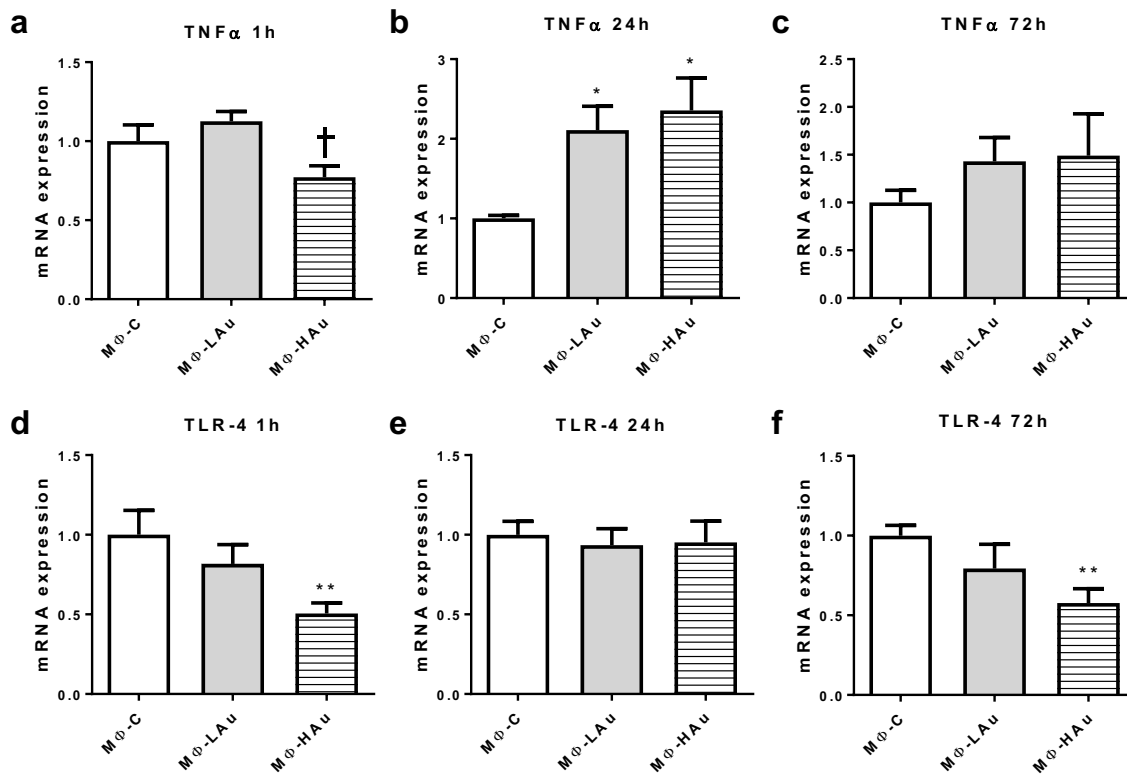 a
TNFα 1h
mRNA expression
1.5
1.0
0.5
0.0
†
MΦ-C
MΦ-LAu
MΦ-HAu
b
TNFα 24h
mRNA expression
3
2
1
0
*
*
MΦ-C
MΦ-LAu
MΦ-HAu
c
TNFα 72h
mRNA expression
2.5
2.0
1.5
1.0
0.5
0.0
MΦ-C
MΦ-LAu
MΦ-HAu
d
TLR-4 1h
mRNA expression
1.5
1.0
0.5
0.0
**
MΦ-C
MΦ-LAu
MΦ-HAu
e
TLR-4 24h
mRNA expression
1.5
1.0
0.5
0.0
MΦ-C
MΦ-LAu
MΦ-HAu
f
TLR-4 72h
mRNA expression
1.5
1.0
0.5
0.0
**
MΦ-C
MΦ-LAu
MΦ-HAu